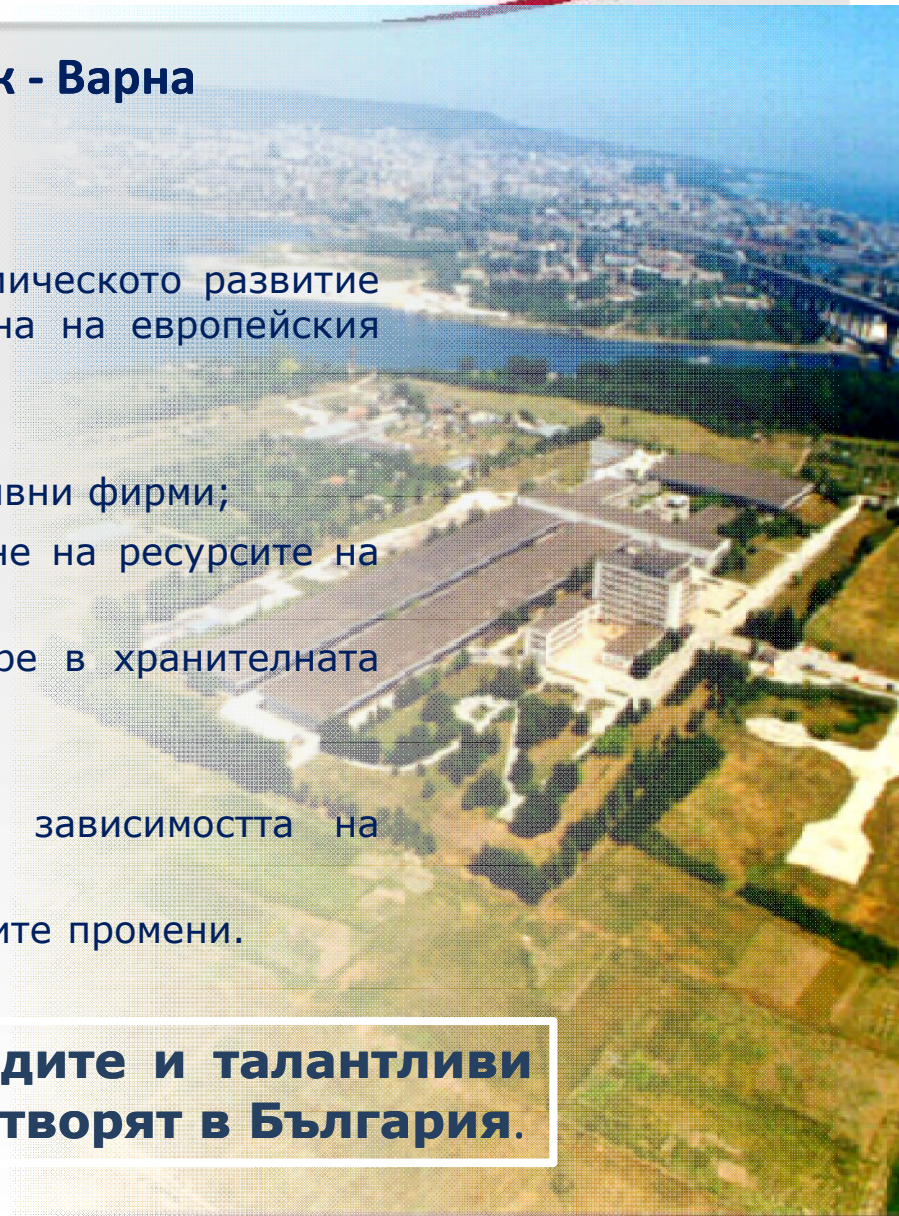 к - Варна
ическото развитие
на на европейския
вни фирми;
не на ресурсите на
ре в хранителната
зависимостта на
ите промени.
дите и талантливи
творят в България.